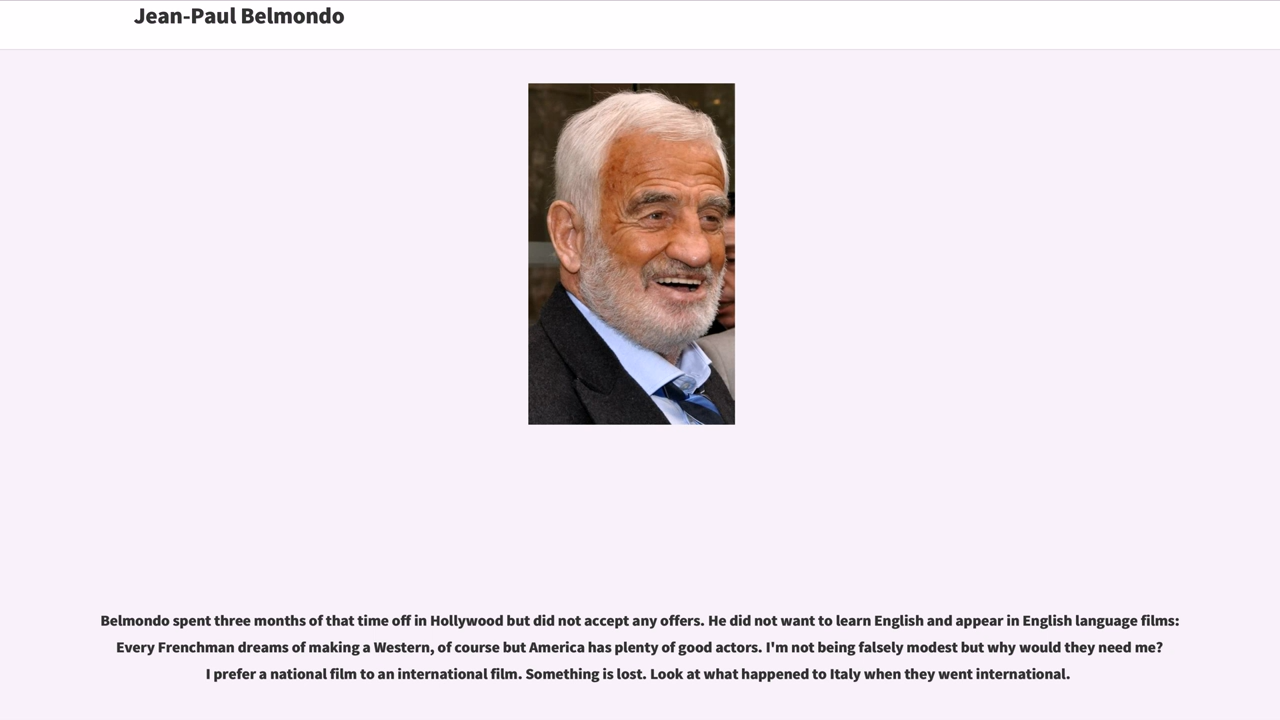 Jean-Paul Belmondo
Belmondo spent three months of that time off in Hollywood but did not accept any offers. He did not want to learn English and appear in English language films:
Every Frenchman dreams of making a Western, of course but America has plenty of good actors. I'm not being falsely modest but why would they need me?
I prefer a national film to an international film. Something is lost. Look at what happened to Italy when they went international.